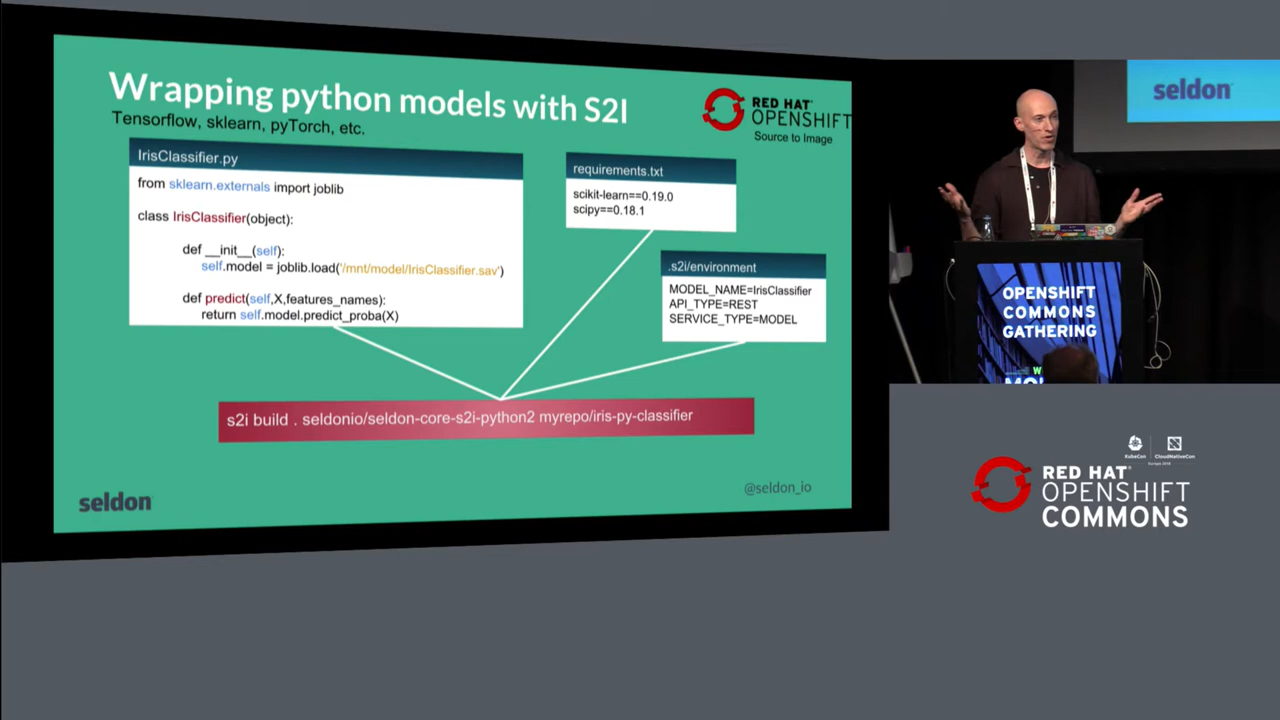 Wrapping python models with S2I
Tensorflow, sklearn, pyTorch, etc.
RED HAT®
OPENSHIFT
Source to Image
IrisClassifier.py
from sklearn.externals import joblib
class IrisClassifier(object):
def __init__(self):
self.model = joblib.load('/mnt/model/IrisClassifier.sav')
def predict(self,X,features_names):
return self.model.predict_proba(X)
requirements.txt
scikit-learn==0.19.0
scipy==0.18.1
.s2i/environment
MODEL_NAME=IrisClassifier
API_TYPE=REST
SERVICE_TYPE=MODEL
s2i build . seldonio/seldon-core-s2i-python2 myrepo/iris-py-classifier
seldon
@seldon_io
seldon
OPENSHIFT
COMMONS
GATHERING
KubeCon
CloudNativeCon
Europe 2018
RED HAT®
OPENSHIFT
COMMONS